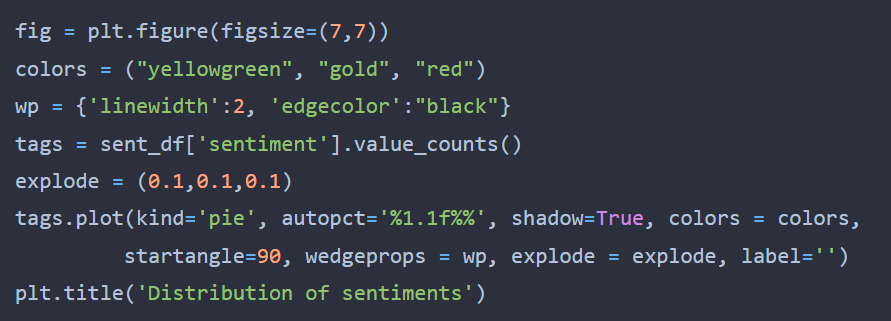 fig = plt.figure(figsize=(7,7))
colors = ("yellowgreen", "gold", "red")
wp = {'linewidth':2, 'edgecolor':"black"}
tags = sent_df['sentiment'].value_counts()
explode = (0.1,0.1,0.1)
tags.plot(kind='pie', autopct='%1.1f%%', shadow=True, colors = colors,
         startangle=90, wedgeprops = wp, explode = explode, label='')
plt.title('Distribution of sentiments')